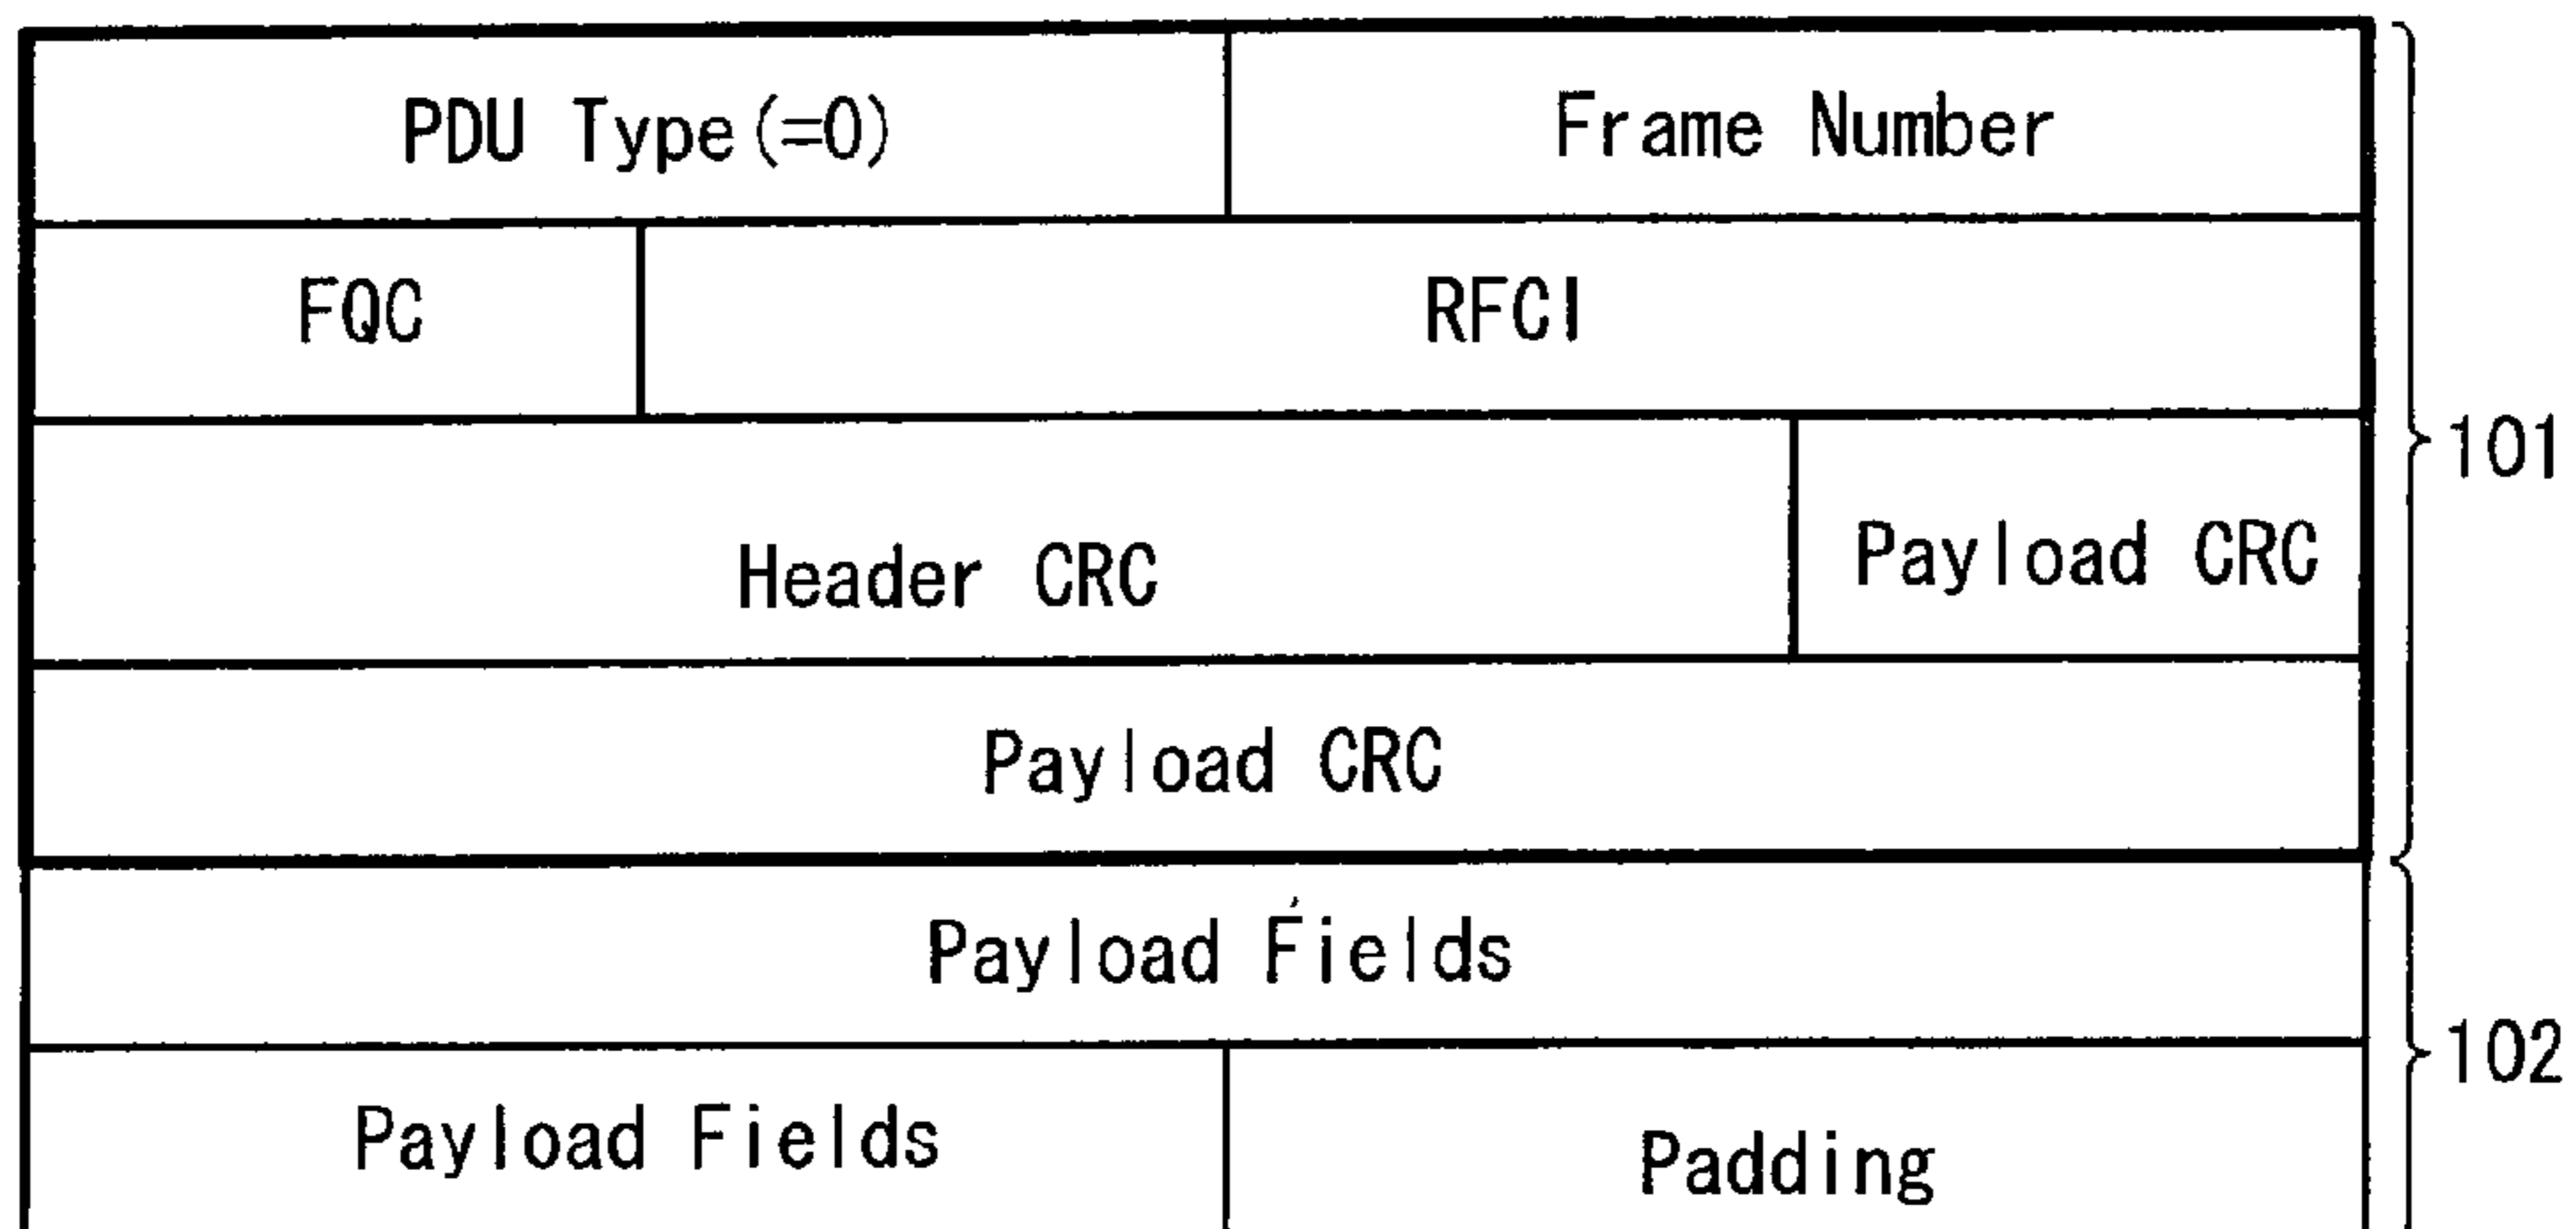 PDU Type(=0) Frame Number
FQC RFCI
101
Header CRC Payload CRC
Payload CRC
Payload Fields
102
Payload Fields Padding